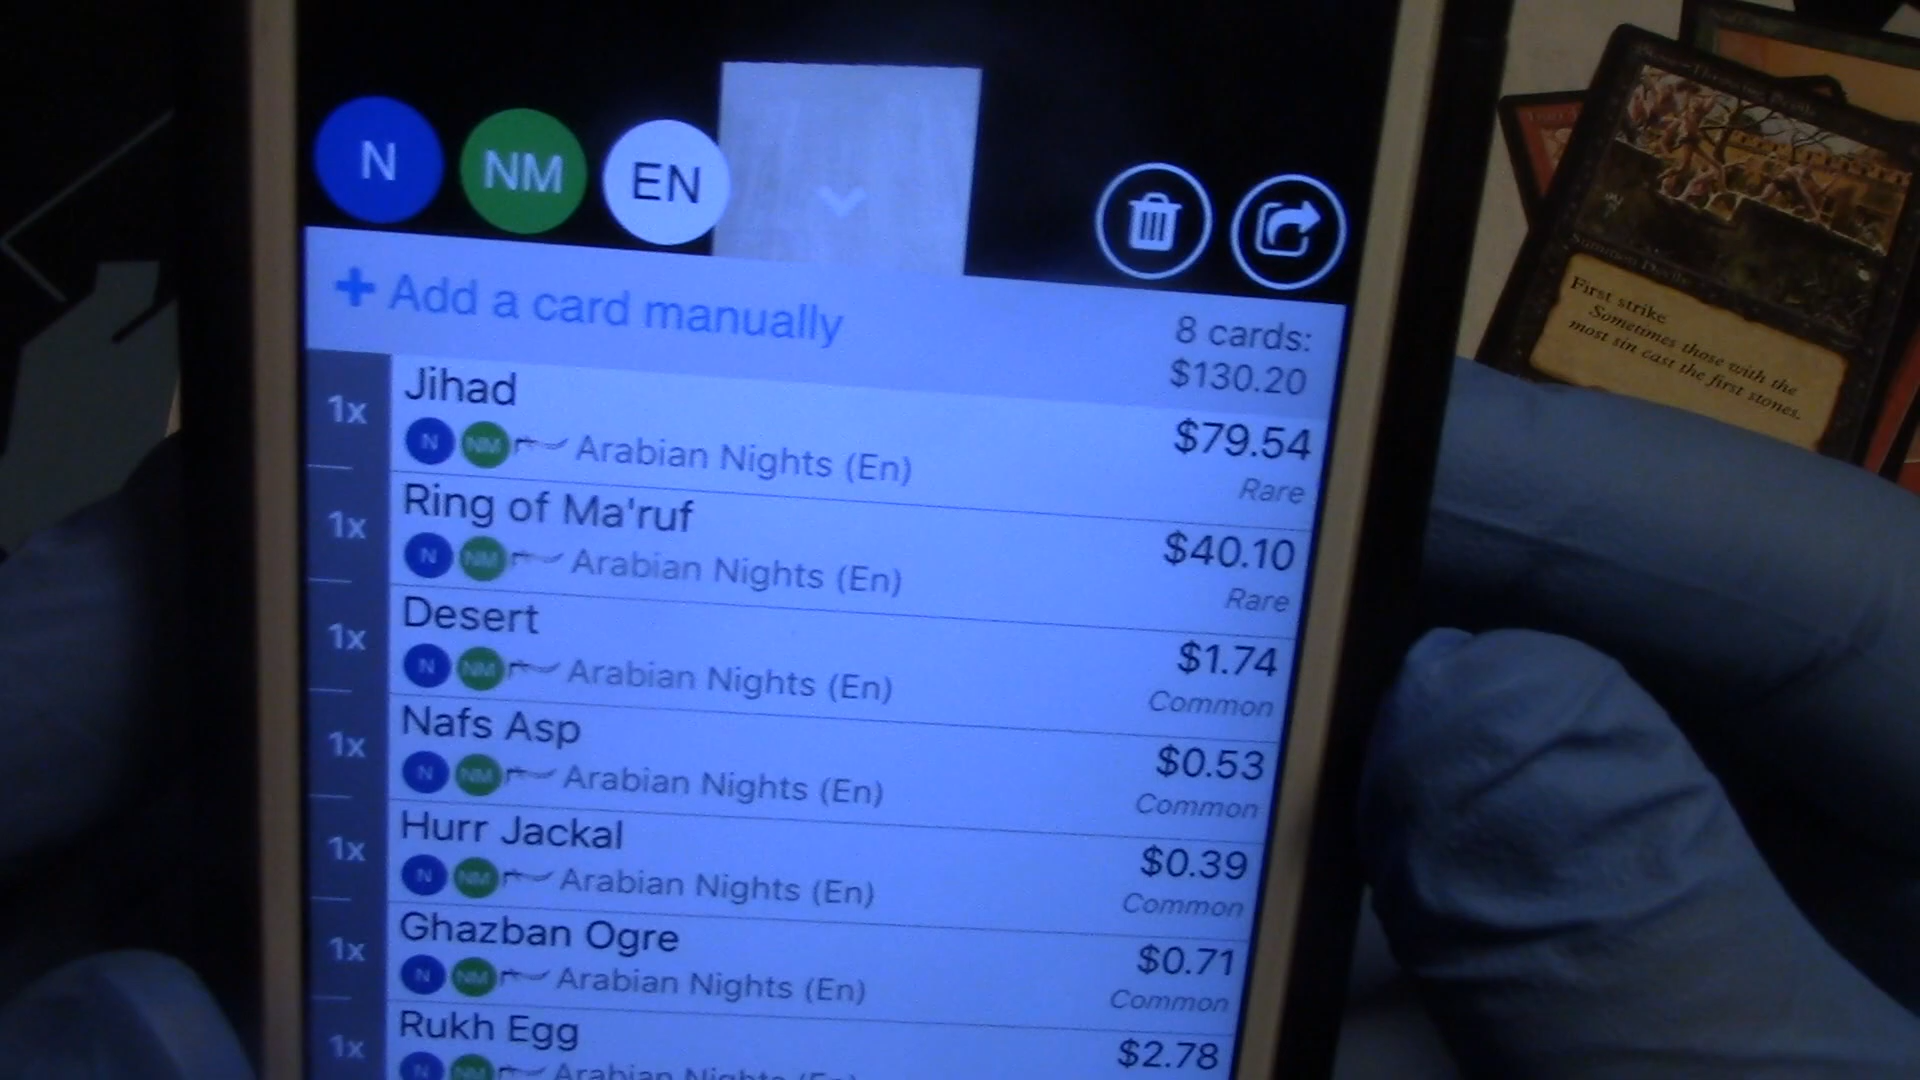 N NM EN
+ Add a card manually
8 cards:
$130.20
1x Jihad
N NM Arabian Nights (En)
$79.54
Rare
1x Ring of Ma'ruf
N NM Arabian Nights (En)
$40.10
Rare
1x Desert
N NM Arabian Nights (En)
$1.74
Common
1x Nafs Asp
N NM Arabian Nights (En)
$0.53
Common
1x Hurr Jackal
N NM Arabian Nights (En)
$0.39
Common
1x Ghazban Ogre
N NM Arabian Nights (En)
$0.71
Common
1x Rukh Egg
N NM Arabian Nights (En)
$2.78
First strike
Sometimes those with the
most sin cast the first stones.